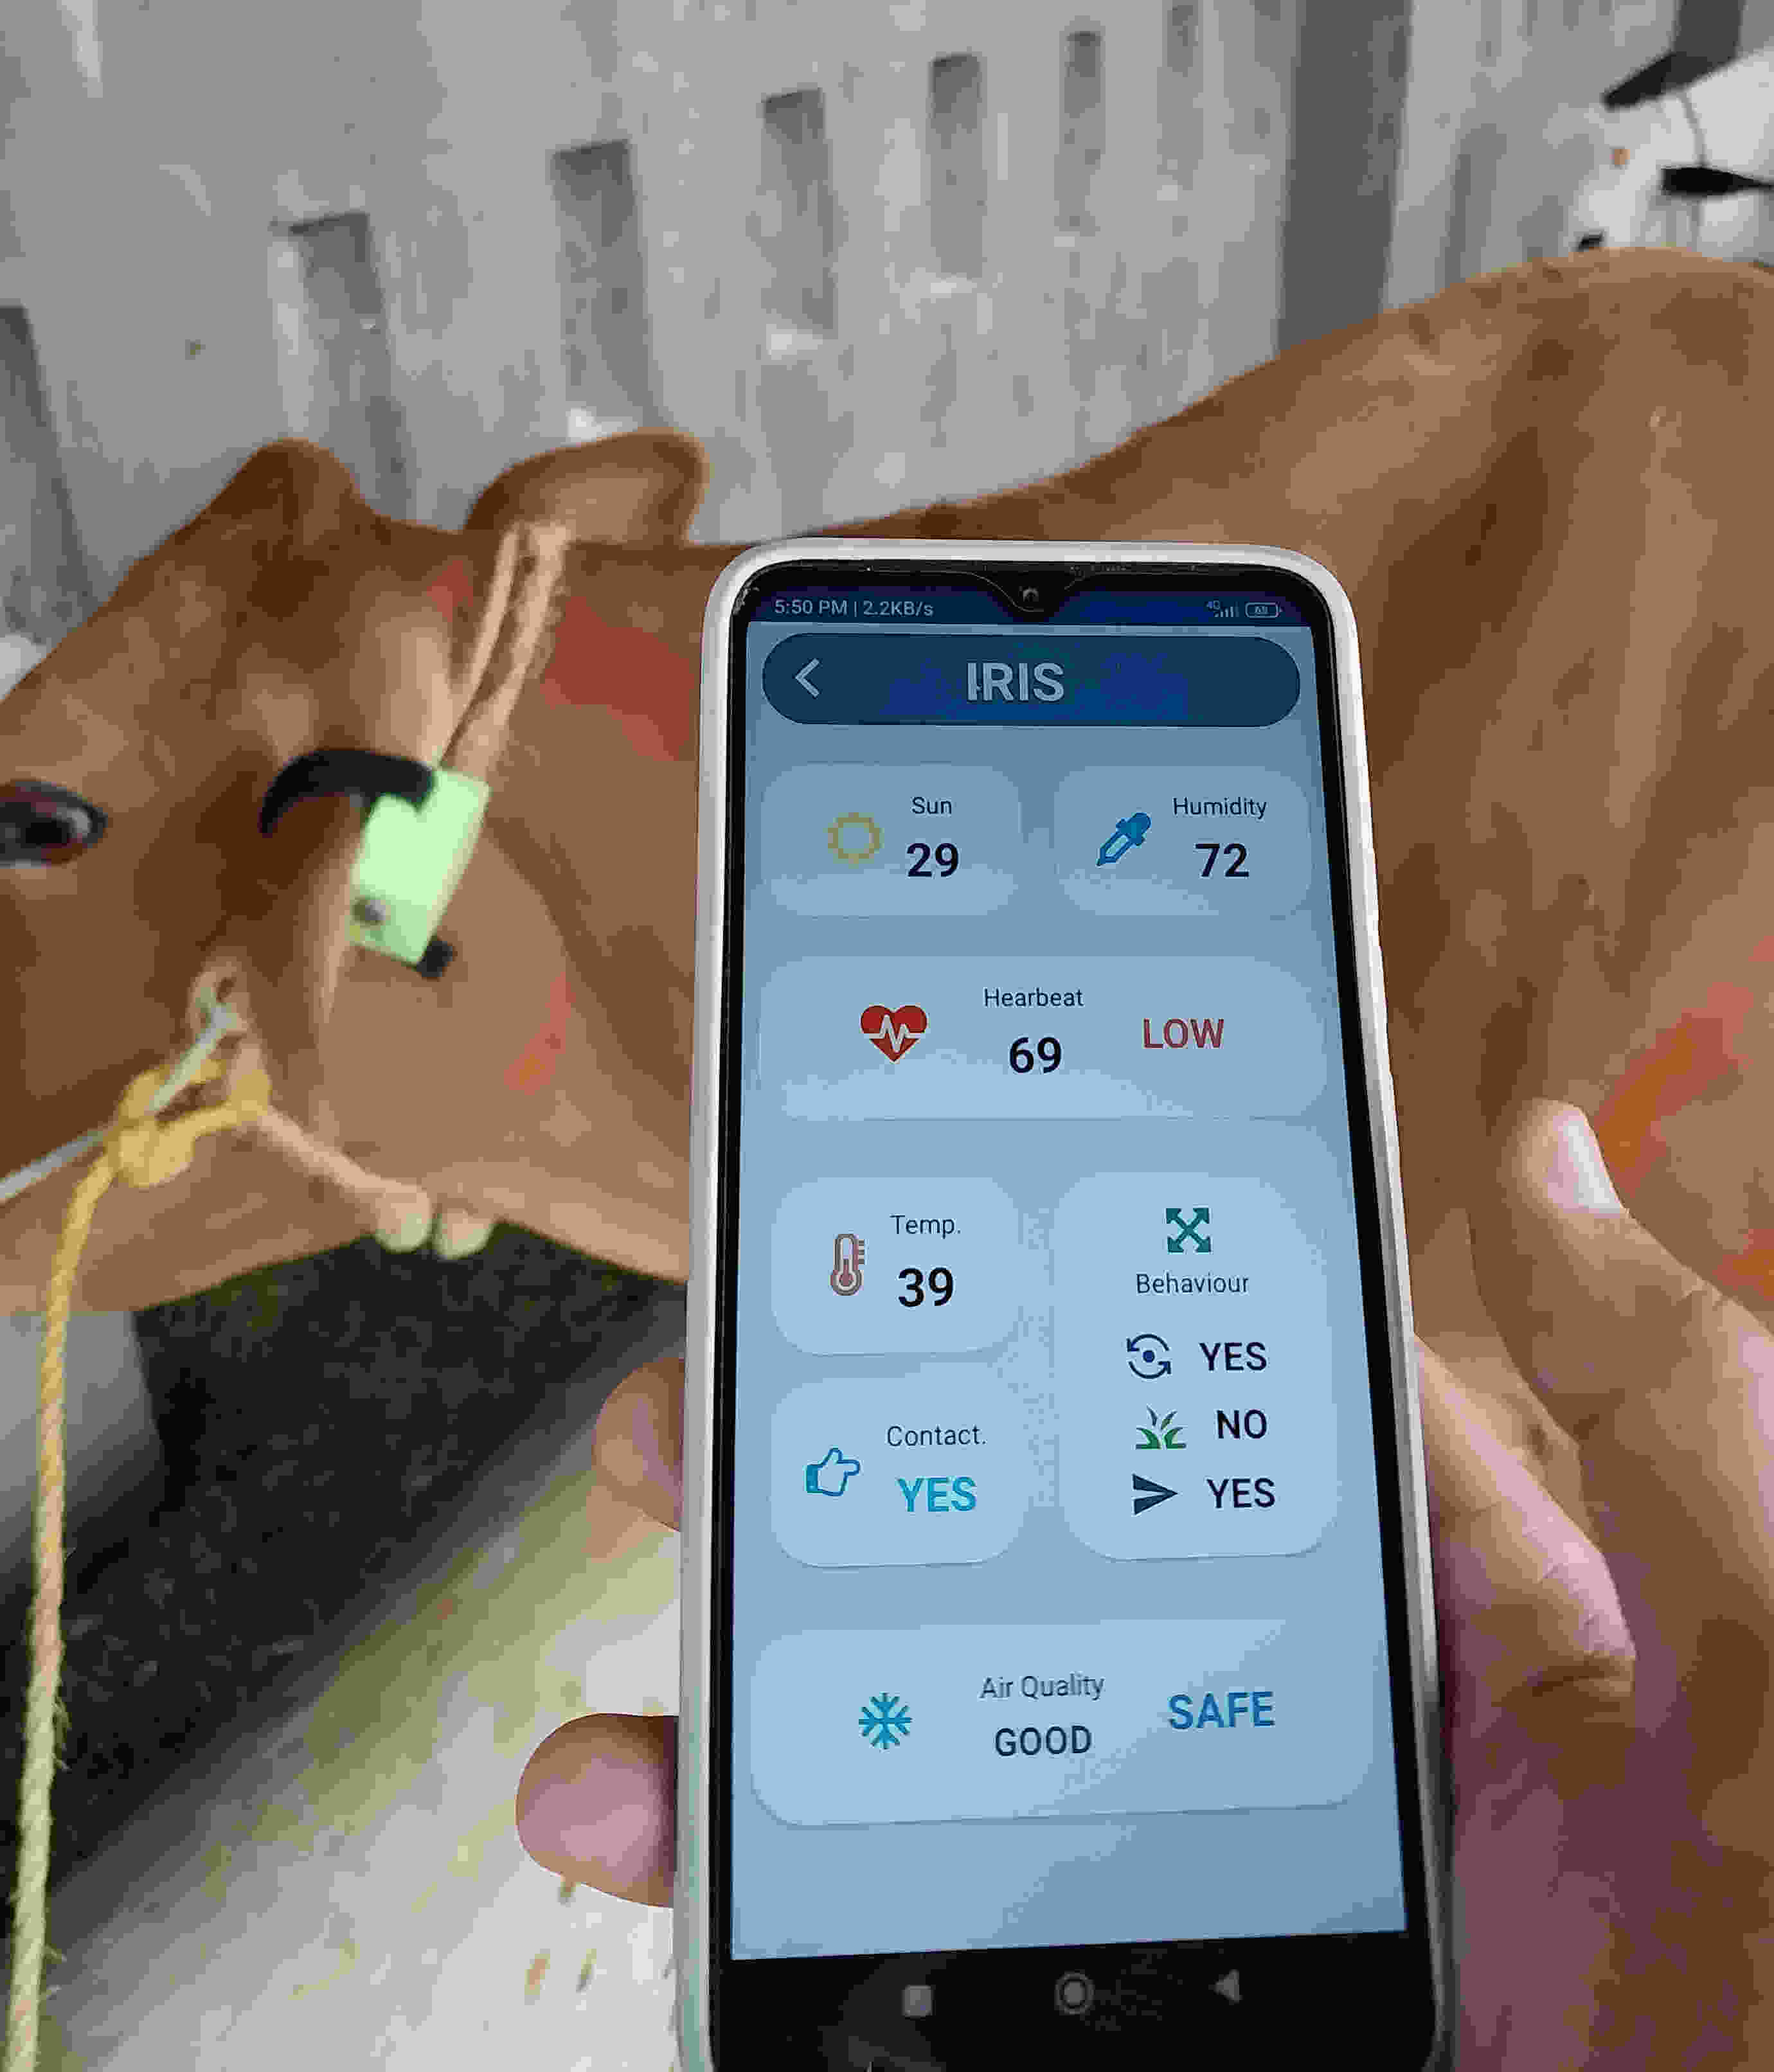 5:50 PM | 2.2KB/s
4G
IRIS
Sun
29
Humidity
72
Hearbeat
69
LOW
Temp.
39
Behaviour
YES
NO
YES
Contact.
YES
Air Quality
GOOD
SAFE